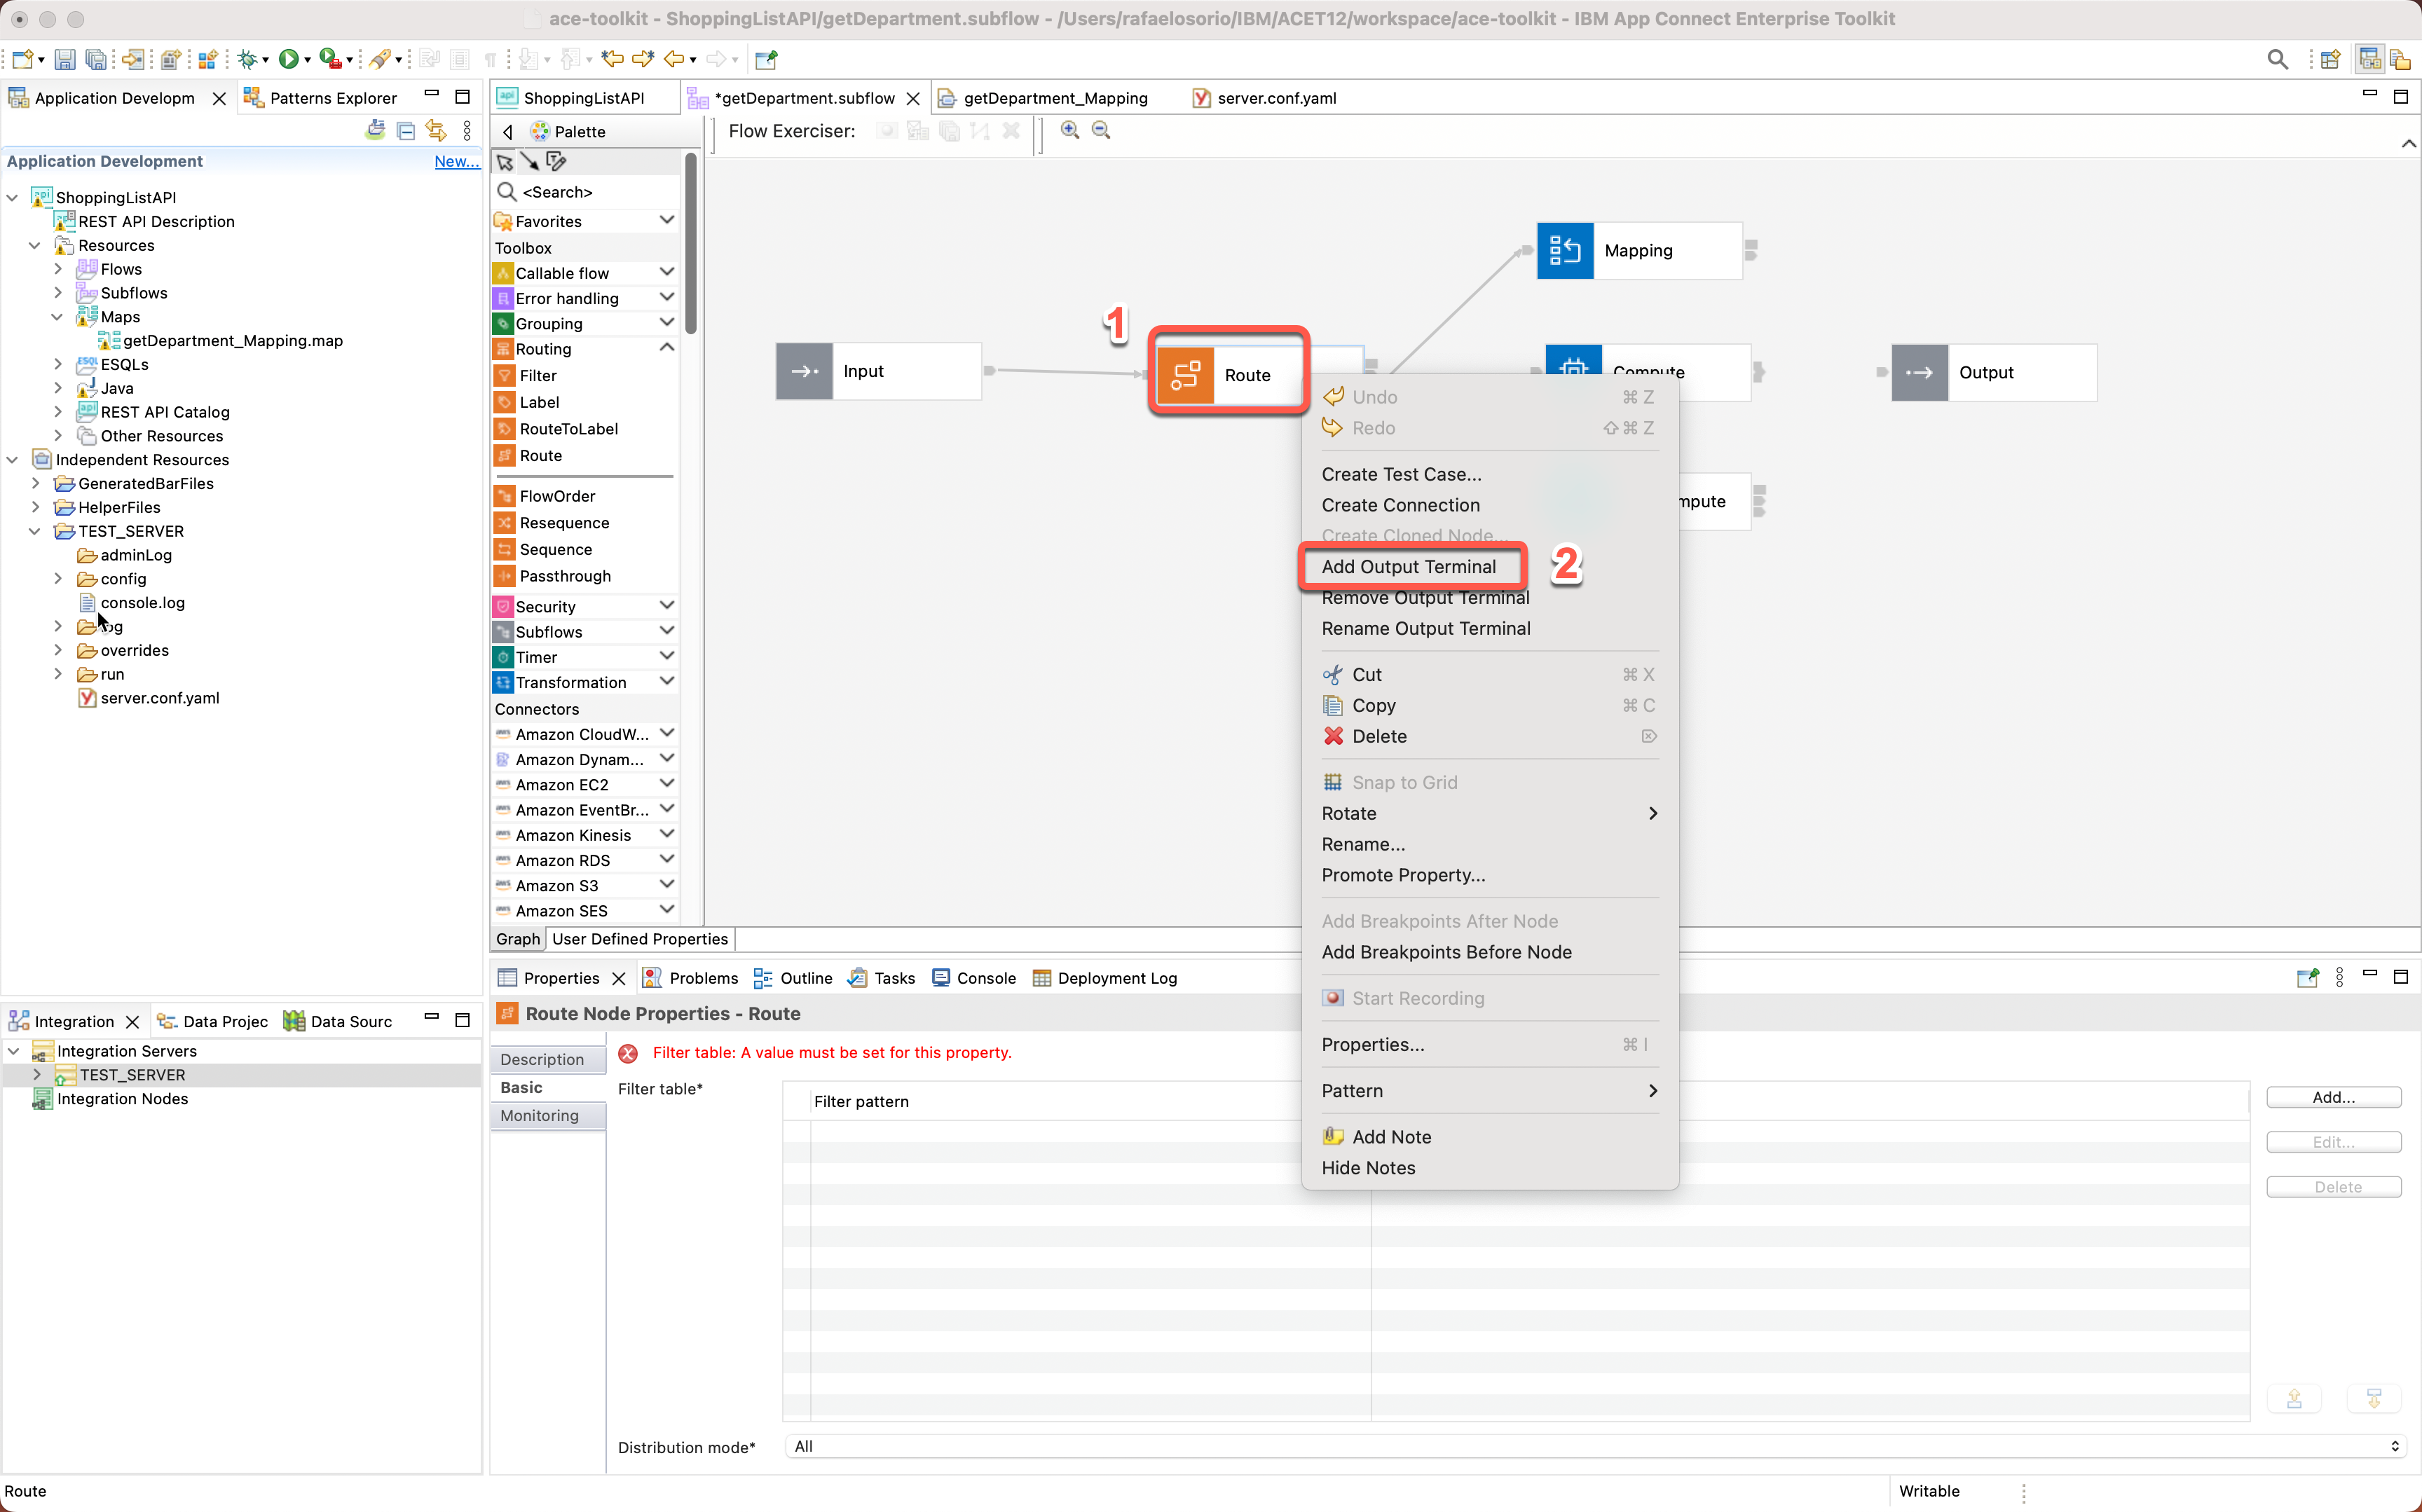 ace-toolkit - ShoppingListAPI/getDepartment.subflow - /Users/rafaelosorio/IBM/ACET12/workspace/ace-toolkit - IBM App Connect Enterprise Toolkit
Application Developm
Patterns Explorer
Application Development
New...
ShoppingListAPI
REST API Description
Resources
Flows
Subflows
Maps
getDepartment_Mapping.map
ESQLs
Java
REST API Catalog
Other Resources
Independent Resources
GeneratedBarFiles
HelperFiles
TEST_SERVER
adminLog
config
console.log
og
overrides
run
server.conf.yaml
Integration
Data Projec
Data Sourc
Integration Servers
TEST_SERVER
Integration Nodes
ShoppingListAPI
*getDepartment.subflow
getDepartment_Mapping
server.conf.yaml
Palette
Flow Exerciser:
<Search>
Favorites
Toolbox
Callable flow
Error handling
Grouping
Routing
Filter
Label
RouteToLabel
Route
FlowOrder
Resequence
Sequence
Passthrough
Security
Subflows
Timer
Transformation
Connectors
Amazon CloudW...
Amazon Dynam...
Amazon EC2
Amazon EventBr...
Amazon Kinesis
Amazon RDS
Amazon S3
Amazon SES
Input
1
Route
Mapping
Compute
mpute
Output
Undo ⌘ Z
Redo ⇧ ⌘ Z
Create Test Case...
Create Connection
Create Cloned Node...
Add Output Terminal
2
Remove Output Terminal
Rename Output Terminal
Cut ⌘ X
Copy ⌘ C
Delete ⌦
Snap to Grid
Rotate
Rename...
Promote Property...
Add Breakpoints After Node
Add Breakpoints Before Node
Start Recording
Properties... ⌘ I
Pattern
Add Note
Hide Notes
Graph
User Defined Properties
Properties
Problems
Outline
Tasks
Console
Deployment Log
Route Node Properties - Route
Description
Basic
Monitoring
Filter table: A value must be set for this property.
Filter table*
Filter pattern
Add...
Edit...
Delete
Distribution mode*
All
Route
Writable